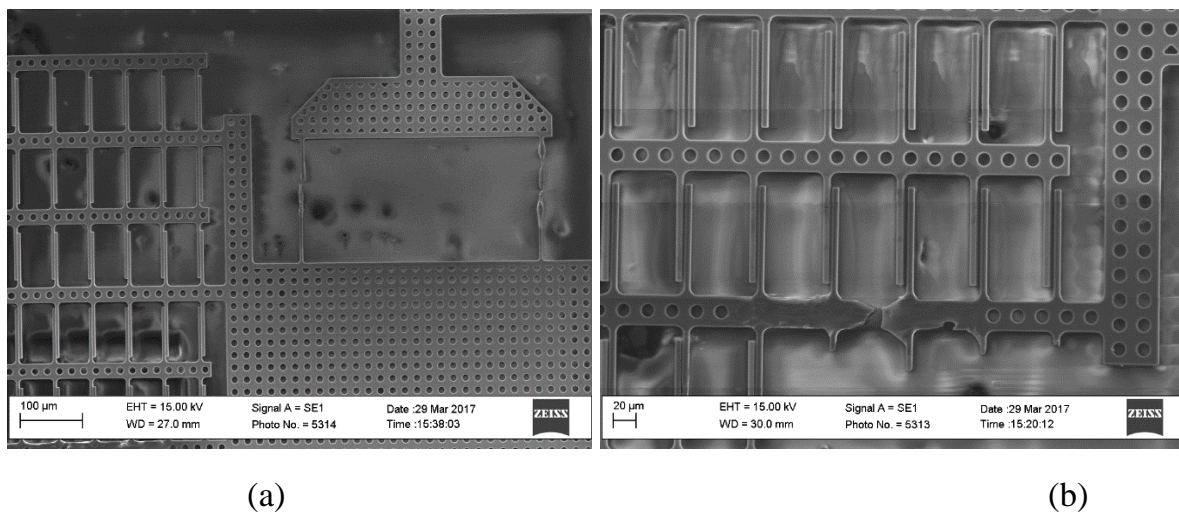 100 µm
EHT = 15.00 kV
WD = 27.0 mm
Signal A = SE1
Photo No. = 5314
Date :29 Mar 2017
Time :15:38:03
ZEISS
20 µm
EHT = 15.00 kV
WD = 30.0 mm
Signal A = SE1
Photo No. = 5313
Date :29 Mar 2017
Time :15:20:12
ZEISS
(a)
(b)